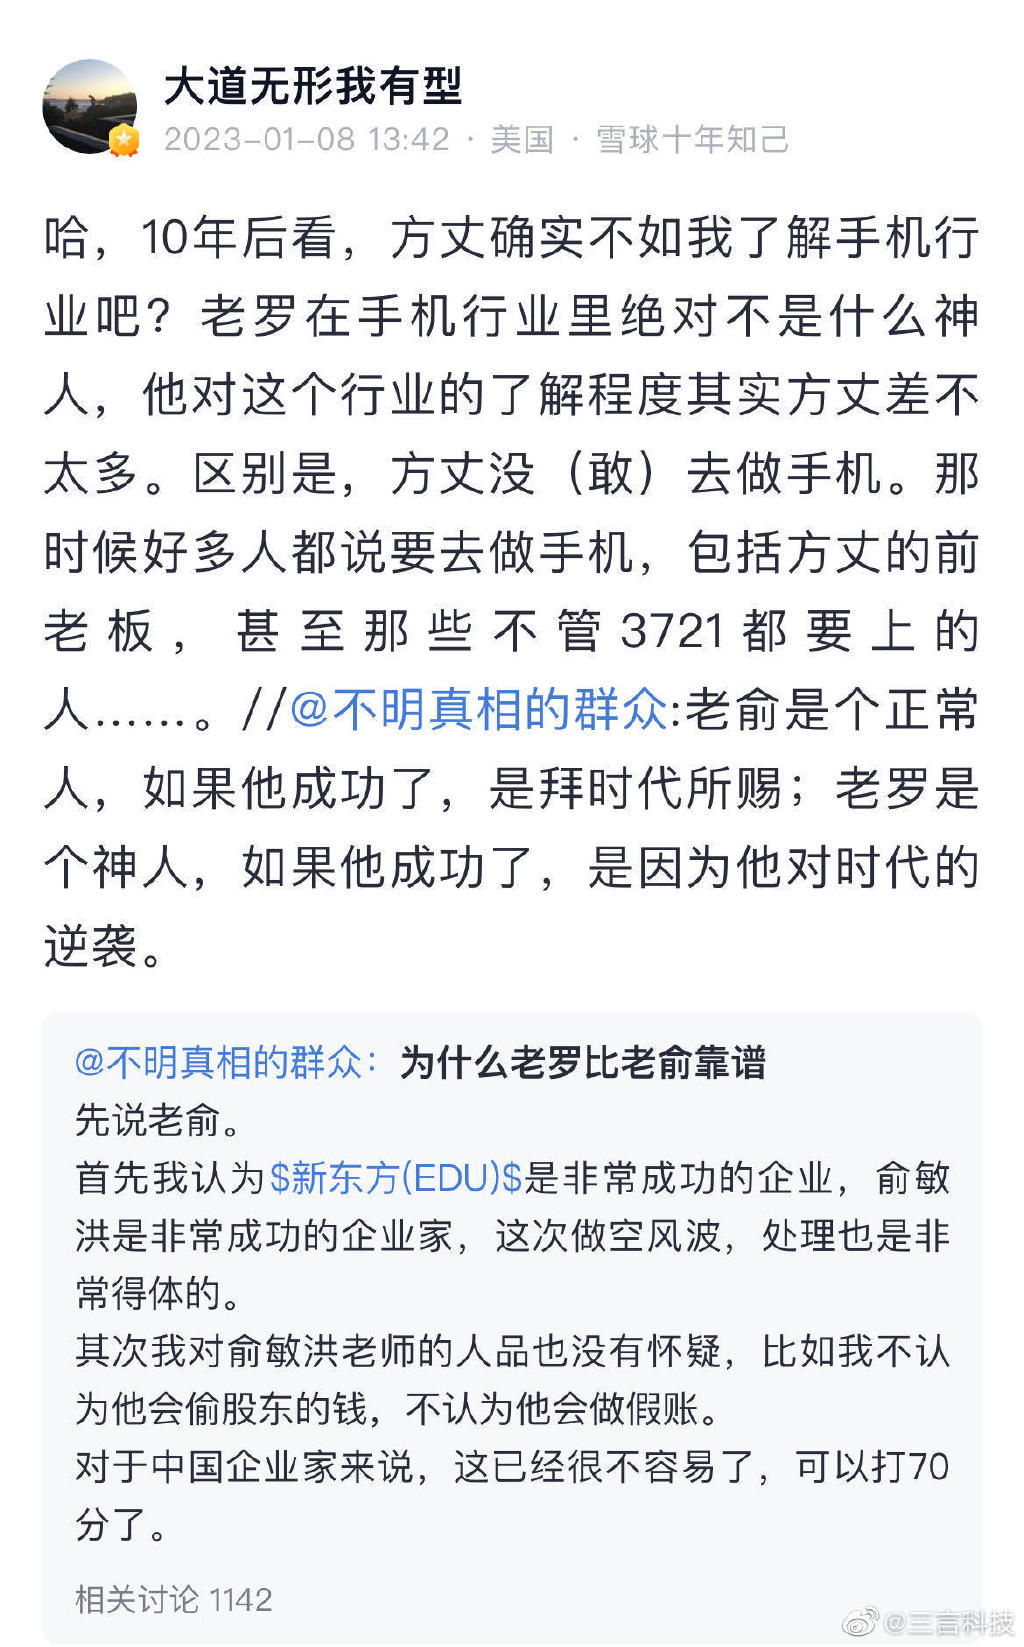 大道无形我有型
2023-01-08 13:42 · 美国 · 雪球十年知己
哈，10年后看，方丈确实不如我了解手机行
业吧？老罗在手机行业里绝对不是什么神
人，他对这个行业的了解程度其实方丈差不
太多。区别是，方丈没（敢）去做手机。那
时候好多人都说要去做手机，包括方丈的前
老板，甚至那些不管3721都要上的
人……。//@不明真相的群众:老俞是个正常
人，如果他成功了，是拜时代所赐；老罗是
个神人，如果他成功了，是因为他对时代的
逆袭。
@不明真相的群众：为什么老罗比老俞靠谱
先说老俞。
首先我认为$新东方(EDU)$是非常成功的企业，俞敏
洪是非常成功的企业家，这次做空风波，处理也是非
常得体的。
其次我对俞敏洪老师的人品也没有怀疑，比如我不认
为他会偷股东的钱，不认为他会做假账。
对于中国企业家来说，这已经很不容易了，可以打70
分了。
相关讨论 1142
@三言科技